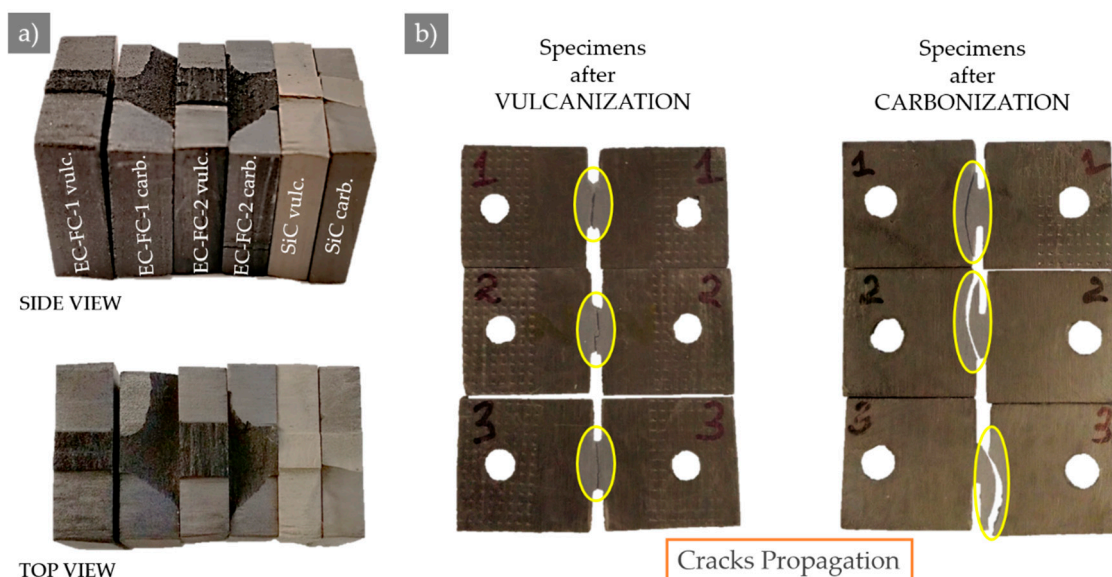 a)
EC-FC-1 vulc.
EC-FC-1 carb.
EC-FC-2 vulc.
EC-FC-2 carb.
SiC vulc.
SiC carb.
SIDE VIEW
TOP VIEW
b)
Specimens
after
VULCANIZATION
1 1
2 2
3 3
Specimens
after
CARBONIZATION
1 1
2 2
3 3
Cracks Propagation